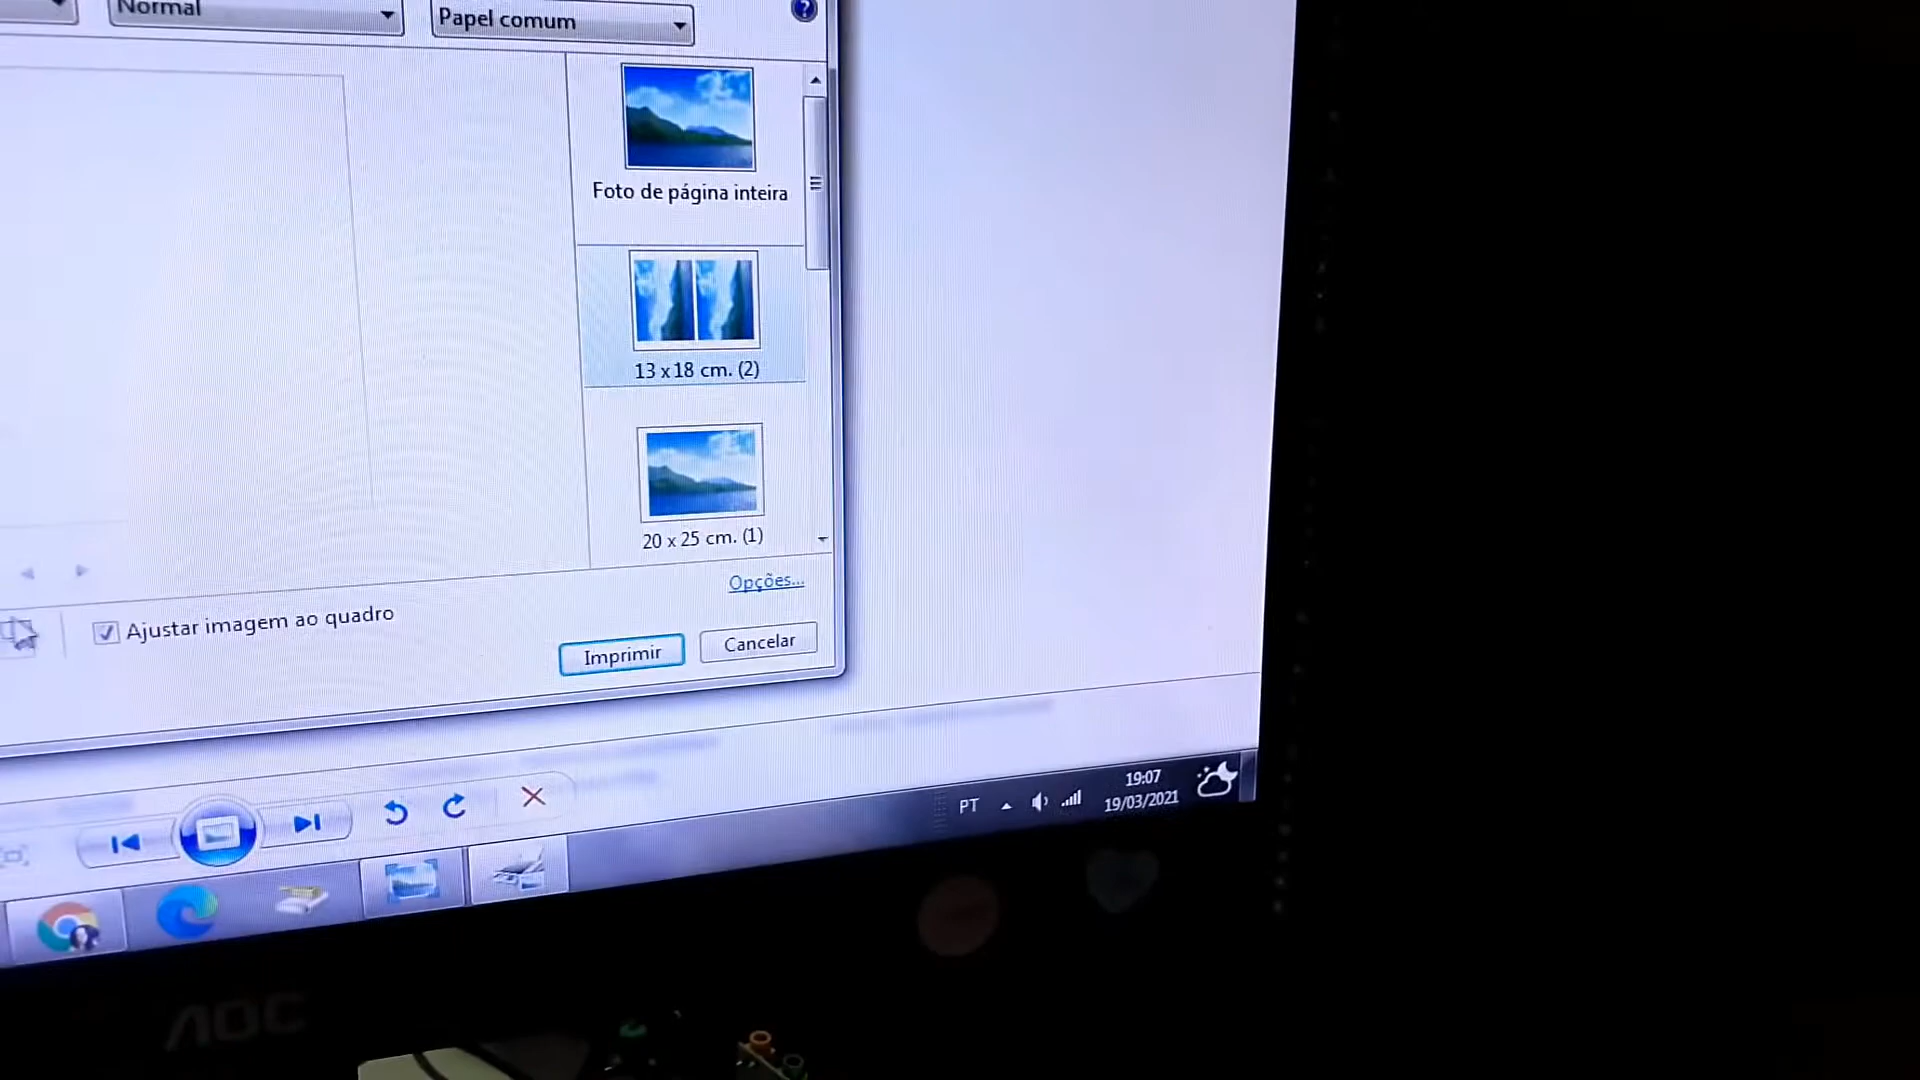 Normal
Papel comum
?
Foto de página inteira
13 x 18 cm. (2)
20 x 25 cm. (1)
Opções...
Ajustar imagem ao quadro
Imprimir
Cancelar
PT
19:07
19/03/2021
AOC